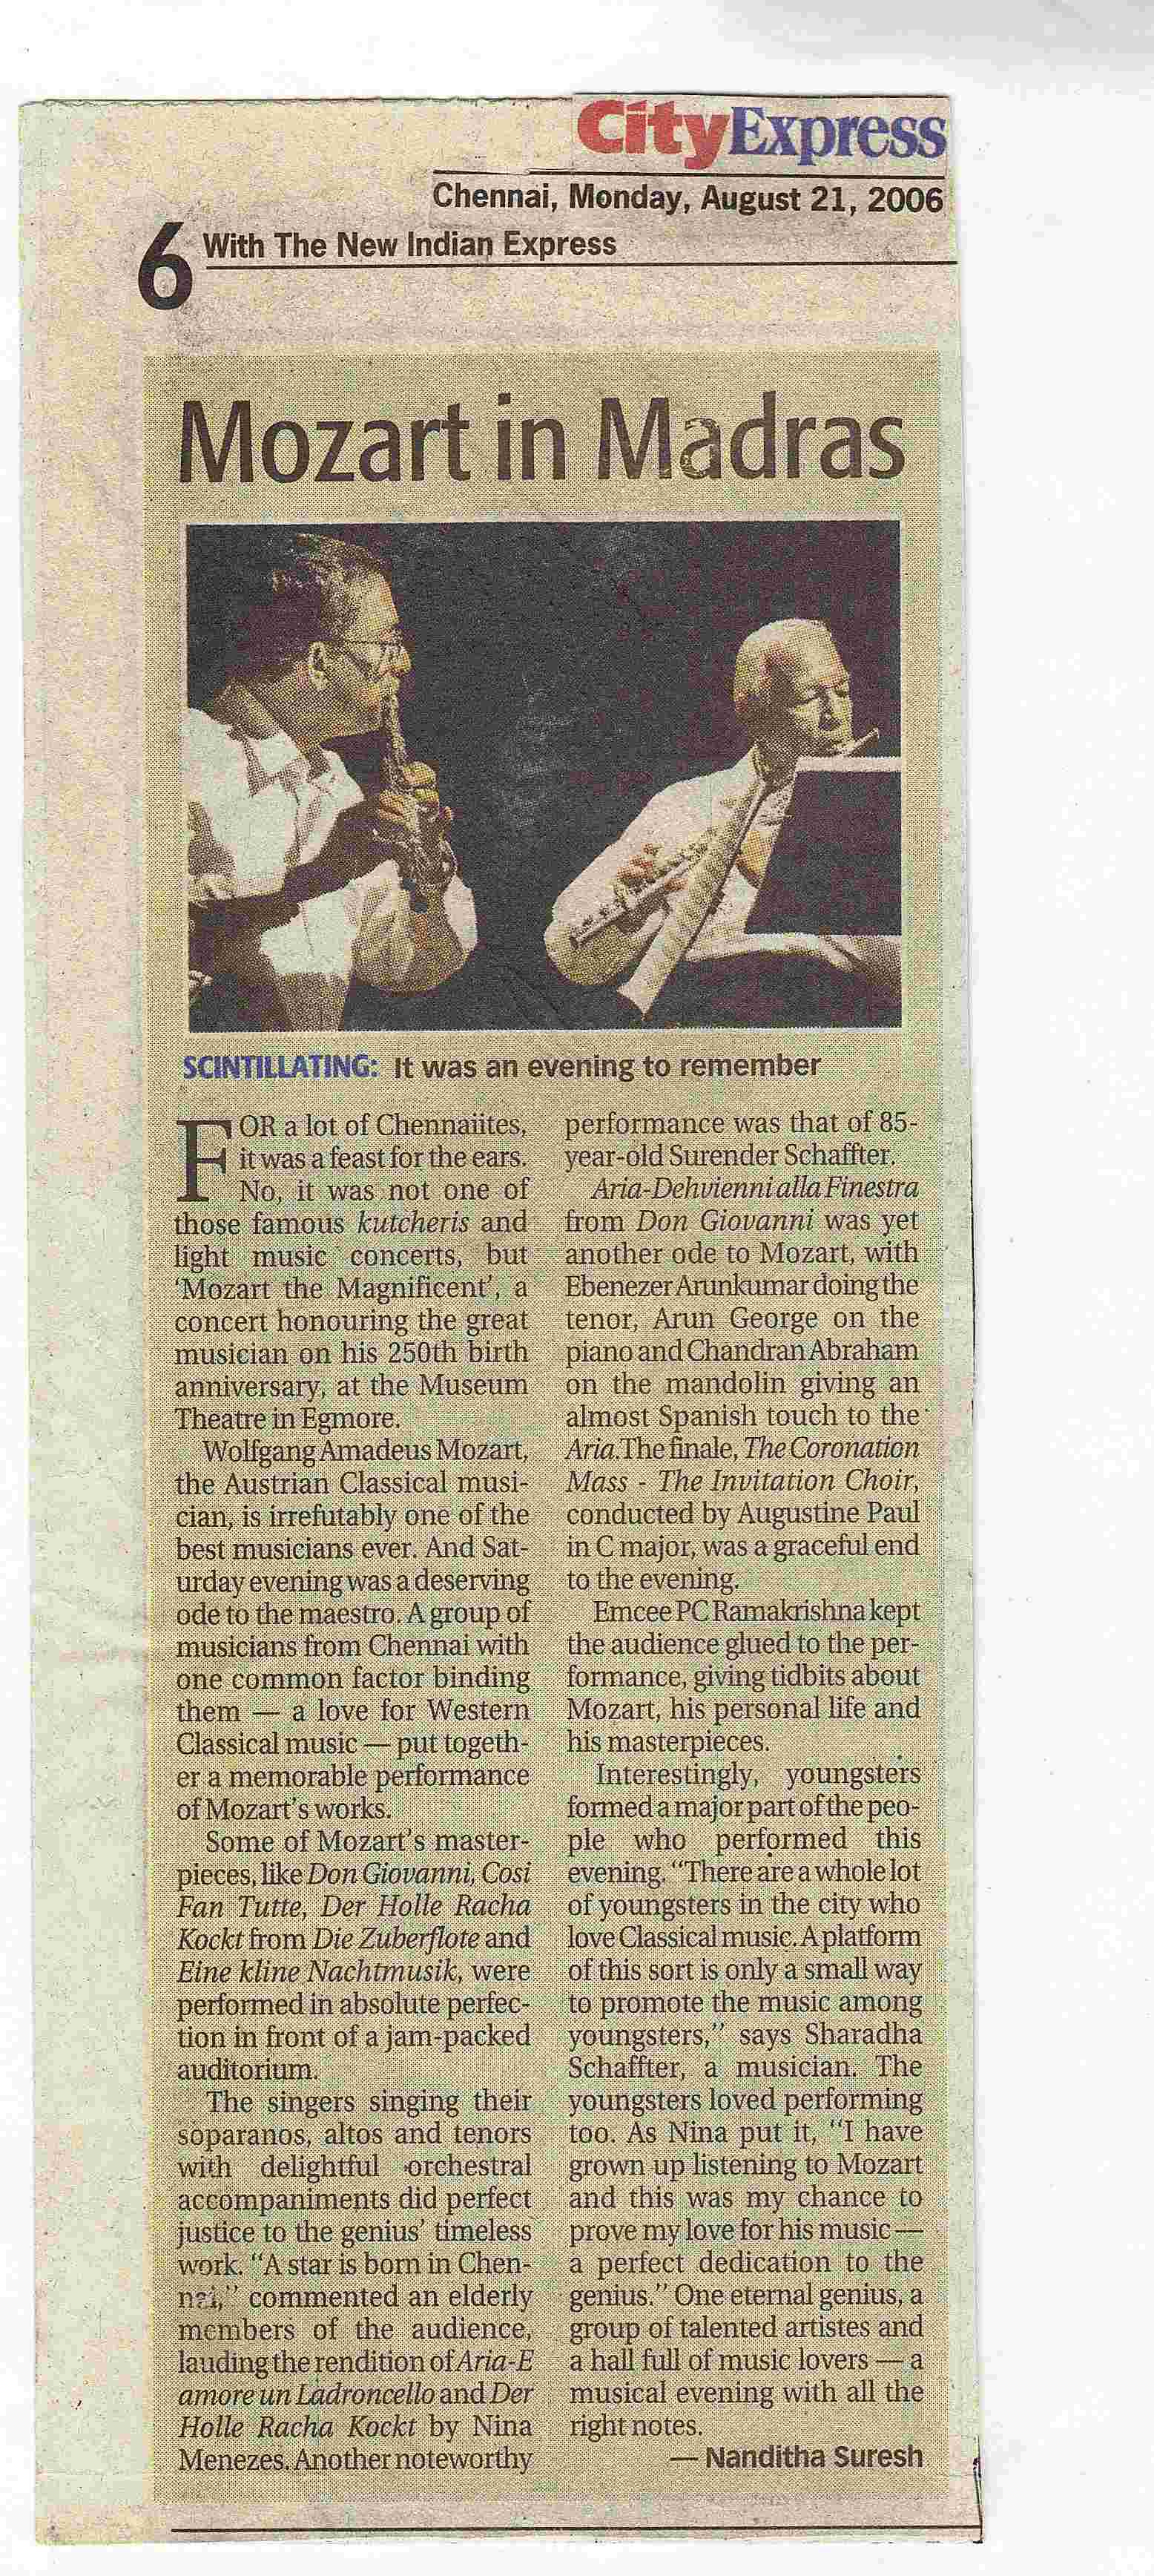 CityExpress
Chennai, Monday, August 21, 2006
6 With The New Indian Express
Mozart in Madras
SCINTILLATING: It was an evening to remember
FOR a lot of Chennaiites,
it was a feast for the ears.
No, it was not one of
those famous kutcheris and
light music concerts, but
'Mozart the Magnificent', a
concert honouring the great
musician on his 250th birth
anniversary, at the Museum
Theatre in Egmore.
Wolfgang Amadeus Mozart,
the Austrian Classical musi-
cian, is irrefutably one of the
best musicians ever. And Sat-
urday evening was a deserving
ode to the maestro. A group of
musicians from Chennai with
one common factor binding
them — a love for Western
Classical music — put togeth-
er a memorable performance
of Mozart's works.
Some of Mozart's master-
pieces, like Don Giovanni, Cosi
Fan Tutte, Der Holle Racha
Kockt from Die Zuberflote and
Eine kline Nachtmusik, were
performed in absolute perfec-
tion in front of a jam-packed
auditorium.
The singers singing their
soparanos, altos and tenors
with delightful orchestral
accompaniments did perfect
justice to the genius' timeless
work. "A star is born in Chen-
nai," commented an elderly
members of the audience,
lauding the rendition of Aria-E
amore un Ladroncello and Der
Holle Racha Kockt by Nina
Menezes. Another noteworthy
performance was that of 85-
year-old Surender Schaffter.
Aria-Dehvienni alla Finestra
from Don Giovanni was yet
another ode to Mozart, with
Ebenezer Arunkumar doing the
tenor, Arun George on the
piano and Chandran Abraham
on the mandolin giving an
almost Spanish touch to the
Aria. The finale, The Coronation
Mass - The Invitation Choir,
conducted by Augustine Paul
in C major, was a graceful end
to the evening.
Emcee PC Ramakrishna kept
the audience glued to the per-
formance, giving tidbits about
Mozart, his personal life and
his masterpieces.
Interestingly, youngsters
formed a major part of the peo-
ple who performed this
evening. "There are a whole lot
of youngsters in the city who
love Classical music. A platform
of this sort is only a small way
to promote the music among
youngsters," says Sharadha
Schaffter, a musician. The
youngsters loved performing
too. As Nina put it, "I have
grown up listening to Mozart
and this was my chance to
prove my love for his music —
a perfect dedication to the
genius." One eternal genius, a
group of talented artistes and
a hall full of music lovers — a
musical evening with all the
right notes.
— Nanditha Suresh